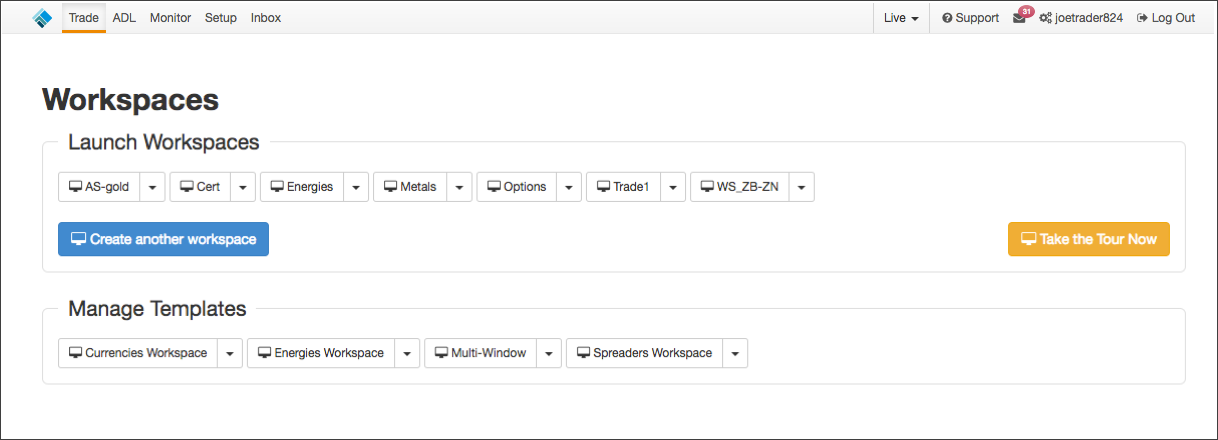 Trade ADL Monitor Setup Inbox Live Support 31 joetrader824 Log Out
Workspaces
Launch Workspaces
AS-gold Cert Energies Metals Options Trade1 WS_ZB-ZN
Create another workspace Take the Tour Now
Manage Templates
Currencies Workspace Energies Workspace Multi-Window Spreaders Workspace